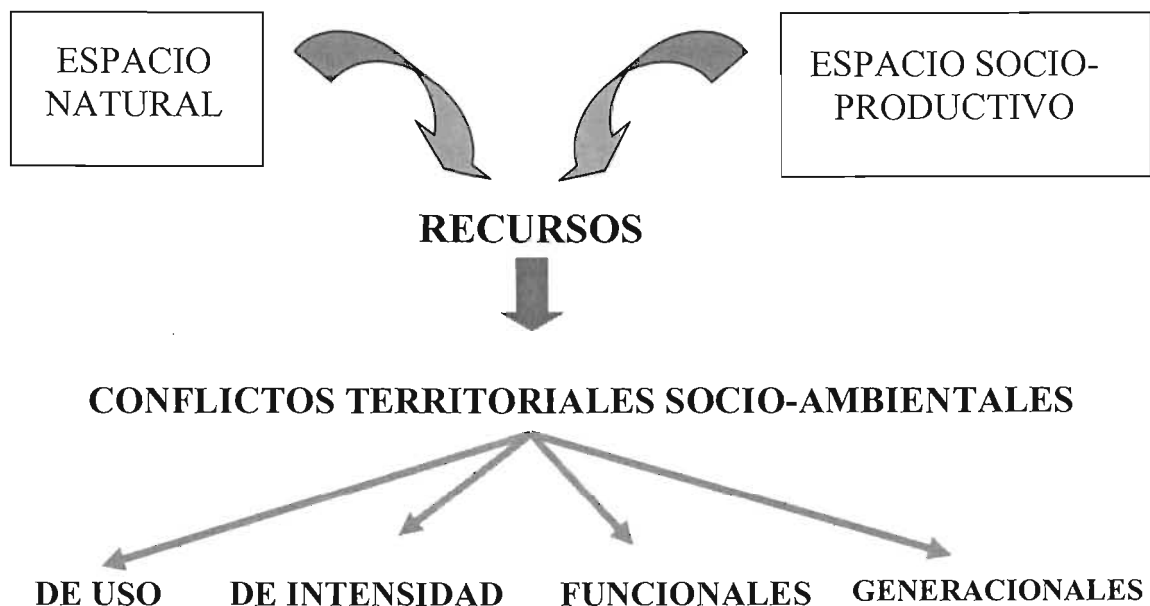 ESPACIO
NATURAL
ESPACIO SOCIO-
PRODUCTIVO
RECURSOS
CONFLICTOS TERRITORIALES SOCIO-AMBIENTALES
DE USO
DE INTENSIDAD
FUNCIONALES
GENERACIONALES